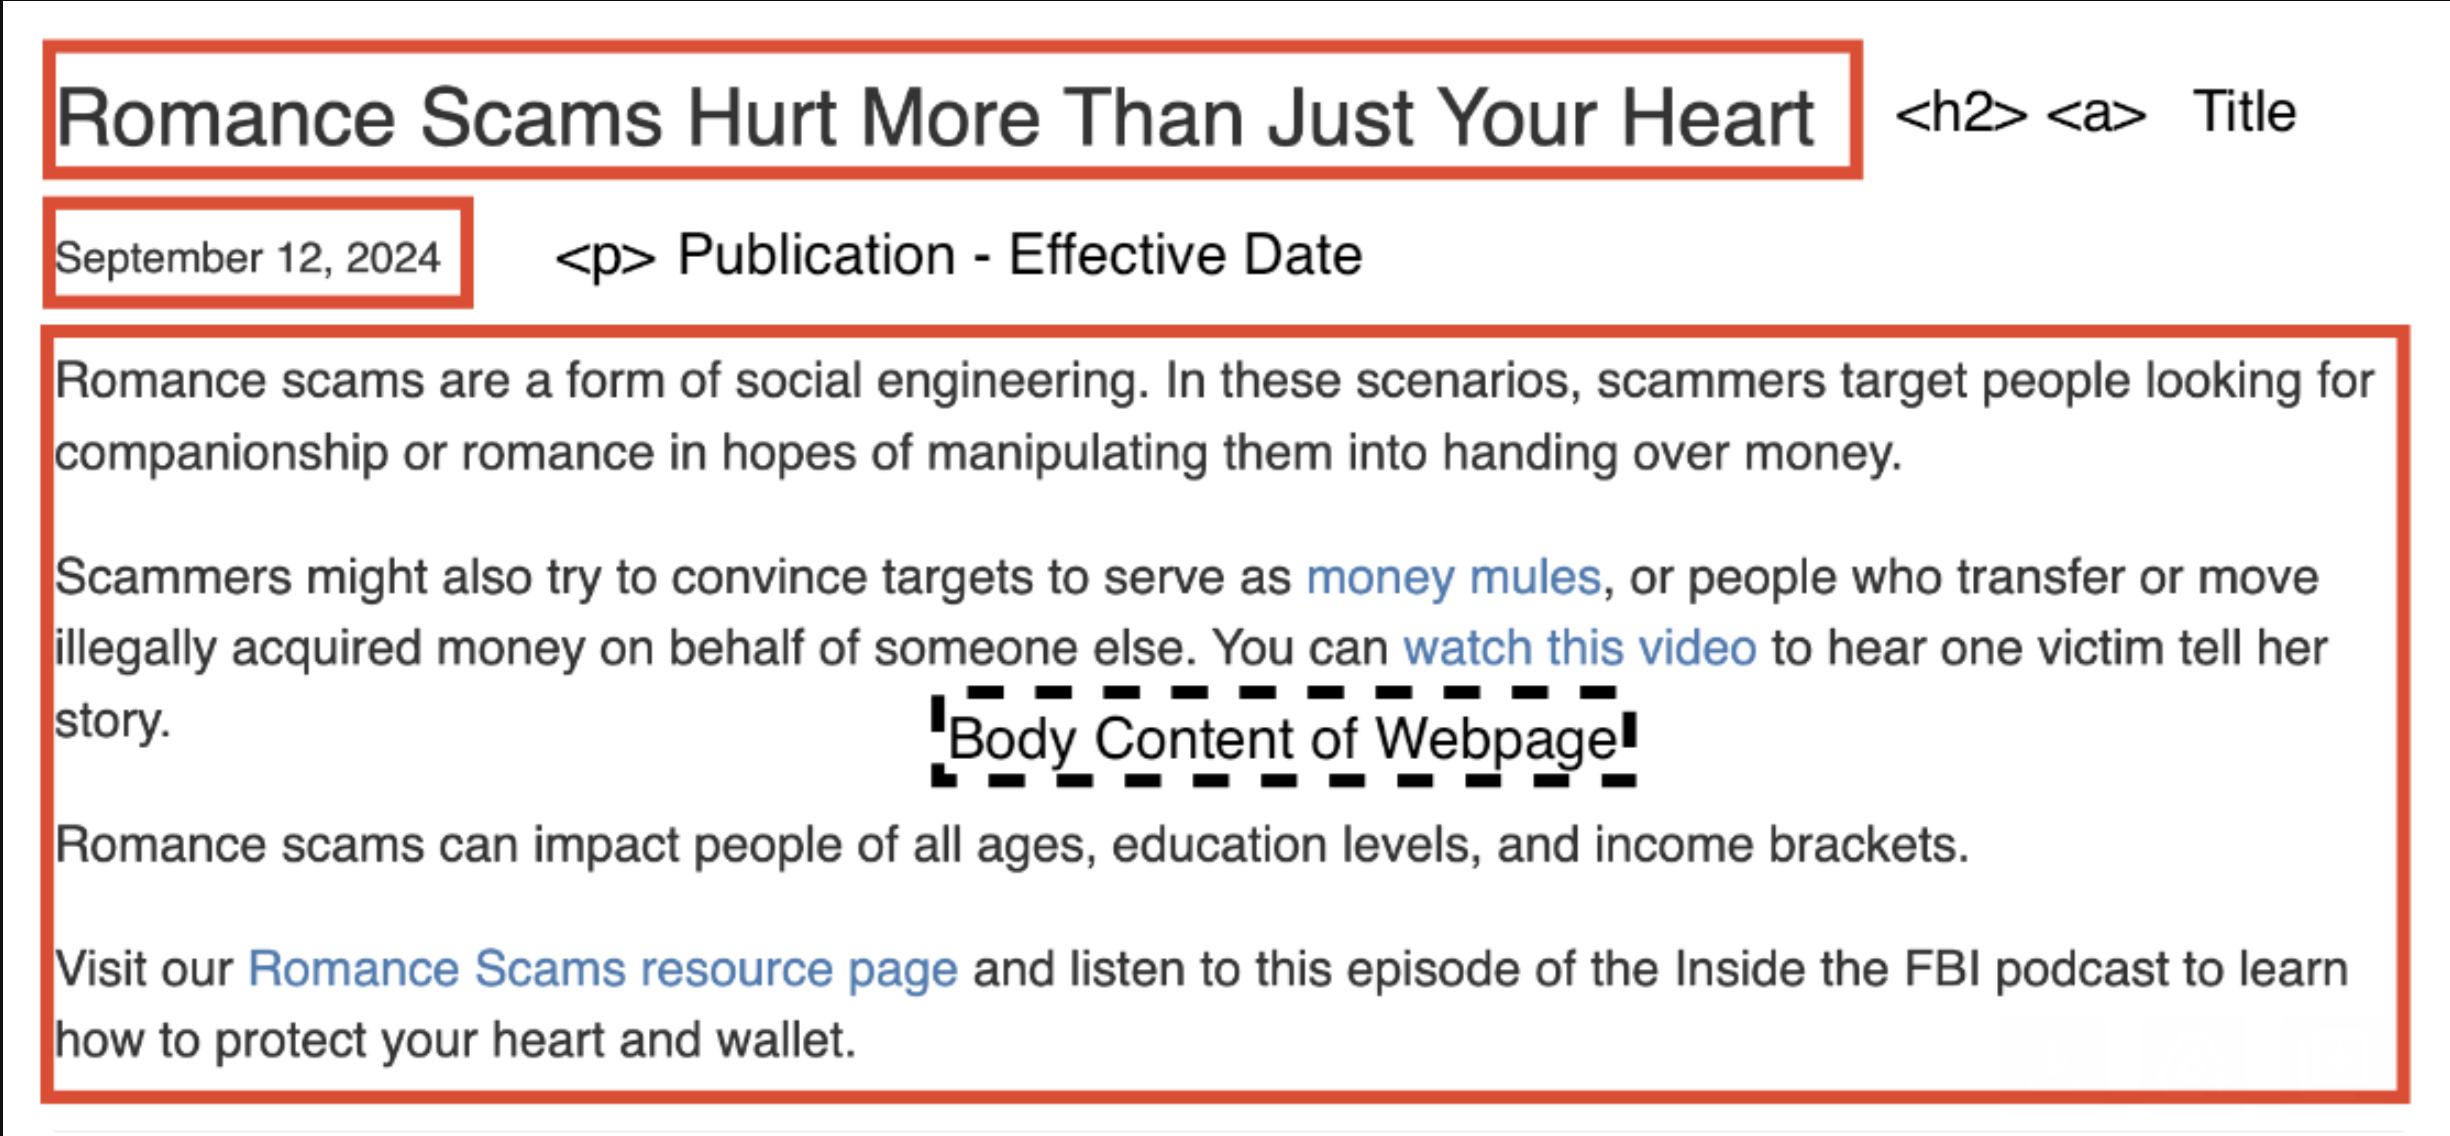 Romance Scams Hurt More Than Just Your Heart <h2> <a> Title
September 12, 2024 <p> Publication - Effective Date
Romance scams are a form of social engineering. In these scenarios, scammers target people looking for
companionship or romance in hopes of manipulating them into handing over money.
Scammers might also try to convince targets to serve as money mules, or people who transfer or move
illegally acquired money on behalf of someone else. You can watch this video to hear one victim tell her
story.
Body Content of Webpage
Romance scams can impact people of all ages, education levels, and income brackets.
Visit our Romance Scams resource page and listen to this episode of the Inside the FBI podcast to learn
how to protect your heart and wallet.